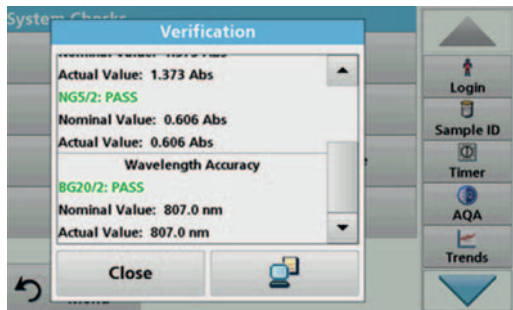 System Checks
Verification
Actual Value: 1.373 Abs
NG5/2: PASS
Nominal Value: 0.606 Abs
Actual Value: 0.606 Abs
Wavelength Accuracy
BG20/2: PASS
Nominal Value: 807.0 nm
Actual Value: 807.0 nm
Close
Login
Sample ID
Timer
AQA
Trends